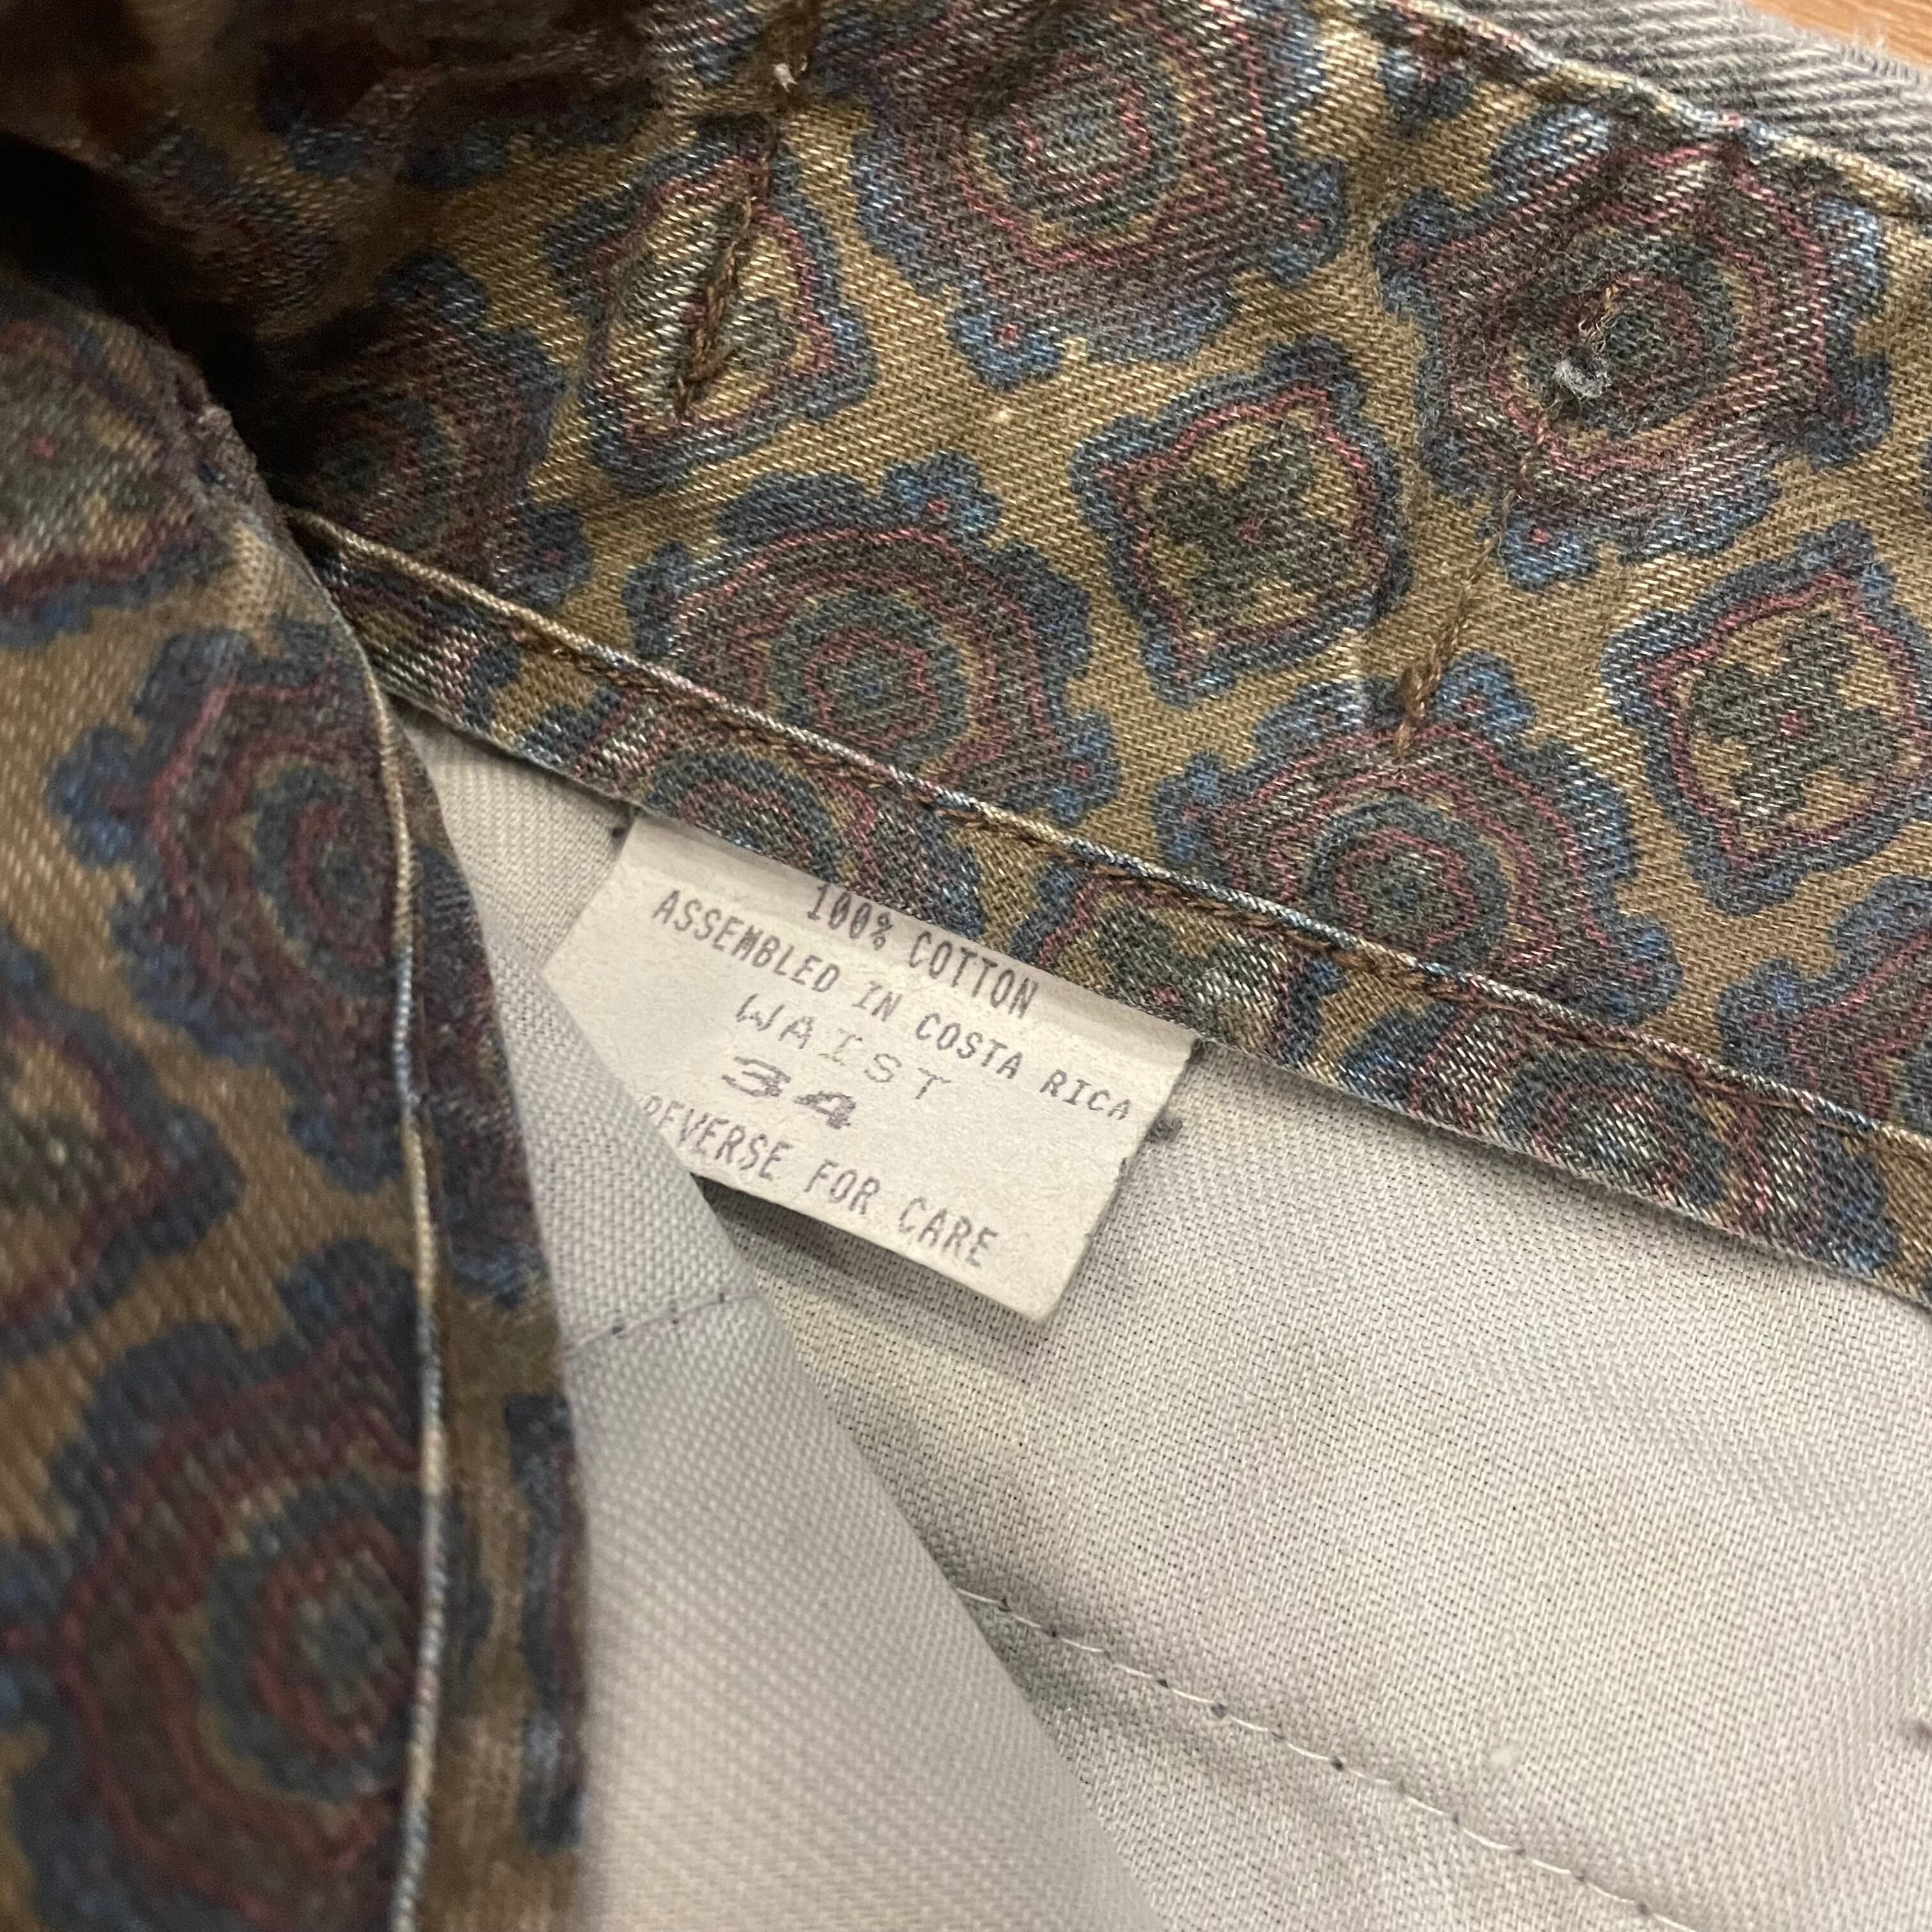 100% COTTON
ASSEMBLED IN COSTA RICA
WAIST
34
REVERSE FOR CARE